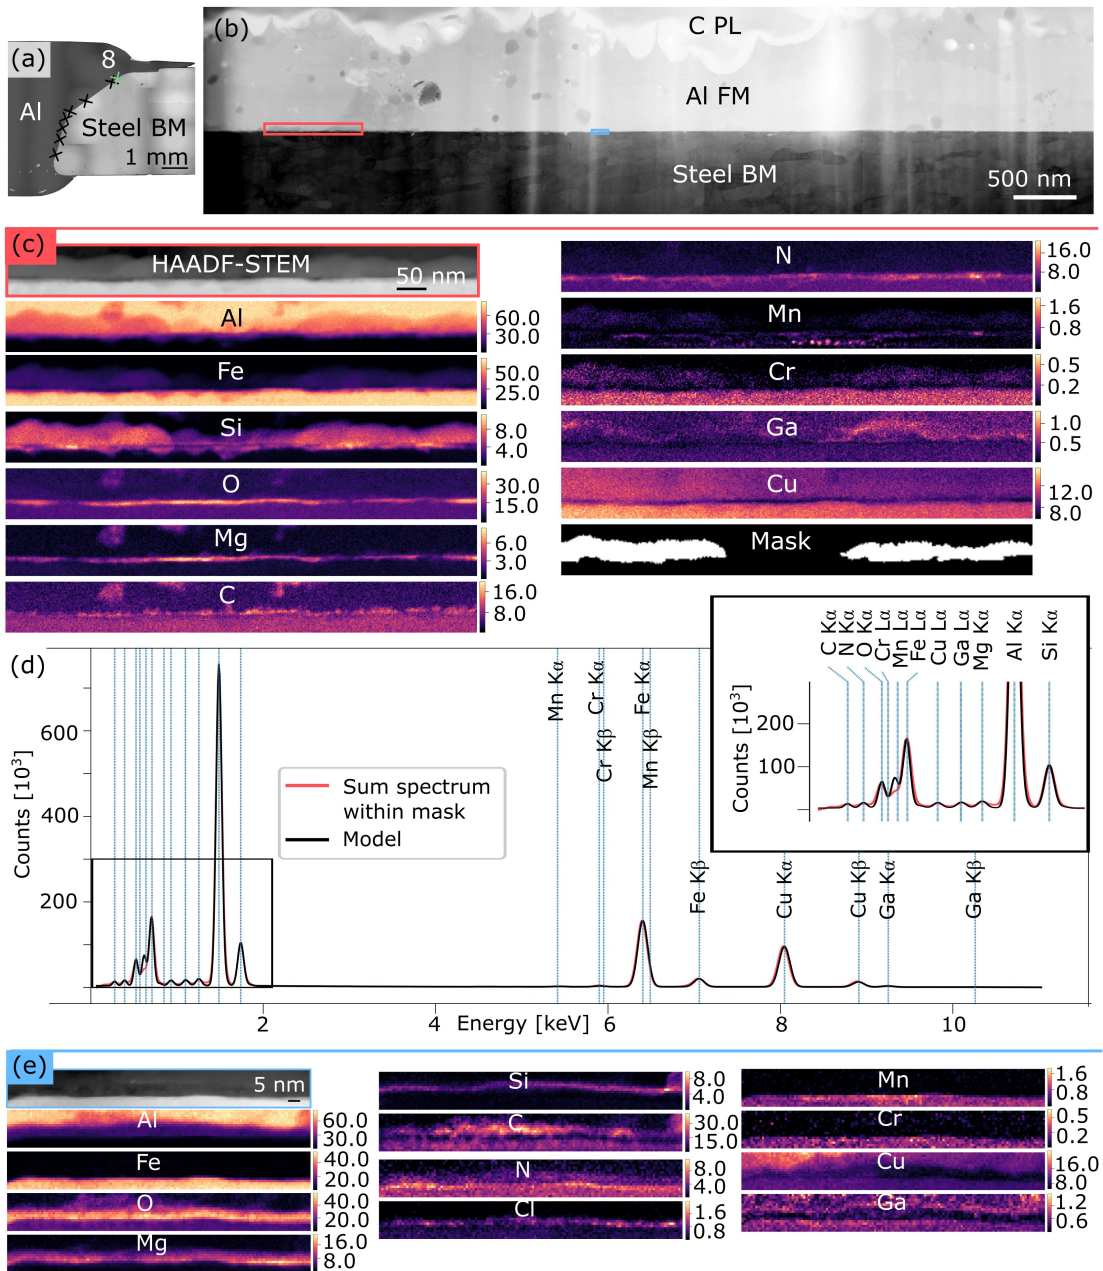 (a)
8
Al
Steel BM
1 mm
(b)
C PL
Al FM
Steel BM
500 nm
(c)
HAADF-STEM
50 nm
Al
60.0
30.0
Fe
50.0
25.0
Si
8.0
4.0
O
30.0
15.0
Mg
6.0
3.0
C
16.0
8.0
N
16.0
8.0
Mn
1.6
0.8
Cr
0.5
0.2
Ga
1.0
0.5
Cu
12.0
8.0
Mask
(d)
Counts [10³]
600
400
200
2
4
6
8
10
Energy [keV]
Sum spectrum
within mask
Model
Mn Kα
Cr Kα
Cr Kβ
Fe Kα
Mn Kβ
Fe Kβ
Cu Kα
Cu Kβ
Ga Kα
Ga Kβ
C Kα
N Kα
O Kα
Cr Lα
Mn Lα
Fe Lα
Cu Lα
Ga Lα
Mg Kα
Al Kα
Si Kα
Counts [10³]
200
100
(e)
5 nm
Al
60.0
30.0
Fe
40.0
20.0
O
40.0
20.0
Mg
16.0
8.0
Si
8.0
4.0
C
30.0
15.0
N
8.0
4.0
Cl
1.6
0.8
Mn
1.6
0.8
Cr
0.5
0.2
Cu
16.0
8.0
Ga
1.2
0.6